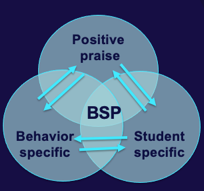 Positive
praise
BSP
Behavior
specific
Student
specific